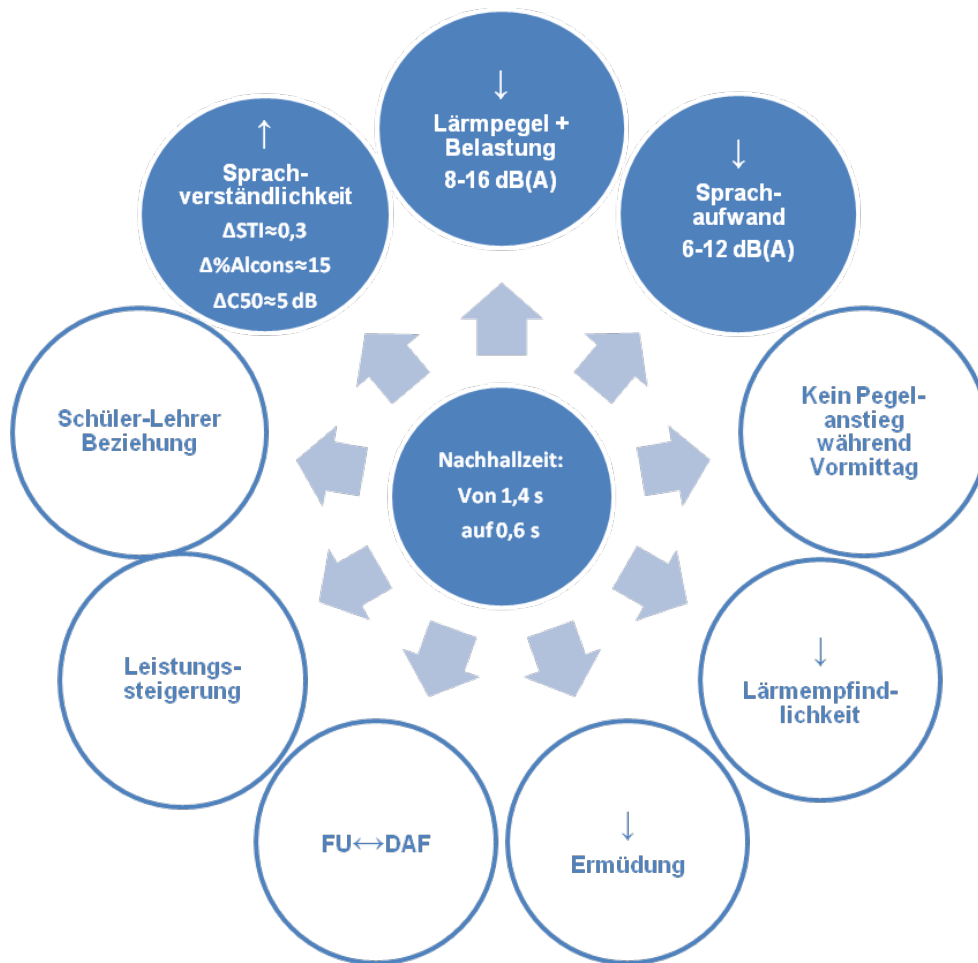 ↓
Lärmpegel +
Belastung
8-16 dB(A)
↓
Sprach-
aufwand
6-12 dB(A)
Kein Pegel-
anstieg
während
Vormittag
↓
Lärmempfind-
lichkeit
↓
Ermüdung
FU↔DAF
Leistungs-
steigerung
Schüler-Lehrer
Beziehung
↑
Sprach-
verständlichkeit
ΔSTI≈0,3
Δ%Alcons≈15
ΔC50≈5 dB
Nachhallzeit:
Von 1,4 s
auf 0,6 s